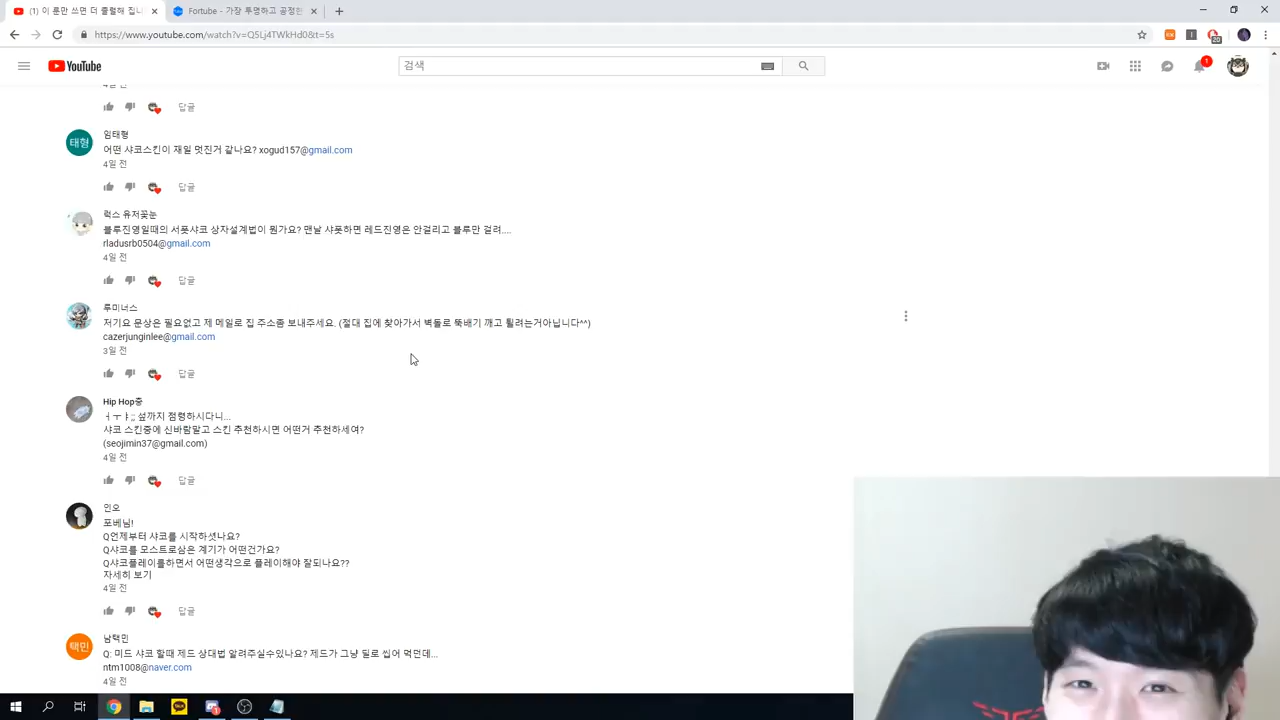 (1) 이 룬만 쓰면 더 졸렬해 집니
Fortube - 가장 투명하고 공정한
https://www.youtube.com/watch?v=Q5Lj4TWkHd0&t=5s
20
YouTube
검색
1
4일 전
답글
태형
임태형
어떤 샤코스킨이 재일 멋진거 같나요? xogud157@gmail.com
4일 전
답글
럭스 유저꽃눈
블루진영일때의 서폿샤코 상자설계법이 뭔가요? 맨날 샤폿하면 레드진영은 안걸리고 블루만 걸려....
rladusrb0504@gmail.com
4일 전
답글
루미너스
저기요 문상은 필요없고 제 메일로 집 주소좀 보내주세요. (절대 집에 찾아가서 벽돌로 뚝배기 깨고 튈려는거아닙니다^^)
cazerjunginlee@gmail.com
3일 전
답글
Hip Hop충
ㅓㅜㅑ;; 섶까지 점령하시다니...
샤코 스킨중에 신바람말고 스킨 추천하시면 어떤거 추천하세여?
(seojimin37@gmail.com)
4일 전
답글
인오
포베님!
Q언제부터 샤코를 시작하셧나요?
Q샤코를 모스트로삼은 계기가 어떤건가요?
Q샤코플레이를하면서 어떤생각으로 플레이해야 잘되나요??
자세히 보기
4일 전
답글
택민
남택민
Q: 미드 샤코 할때 제드 상대법 알려주실수있나요? 제드가 그냥 딜로 씹어 먹던데...
ntm1008@naver.com
4일 전
TALK